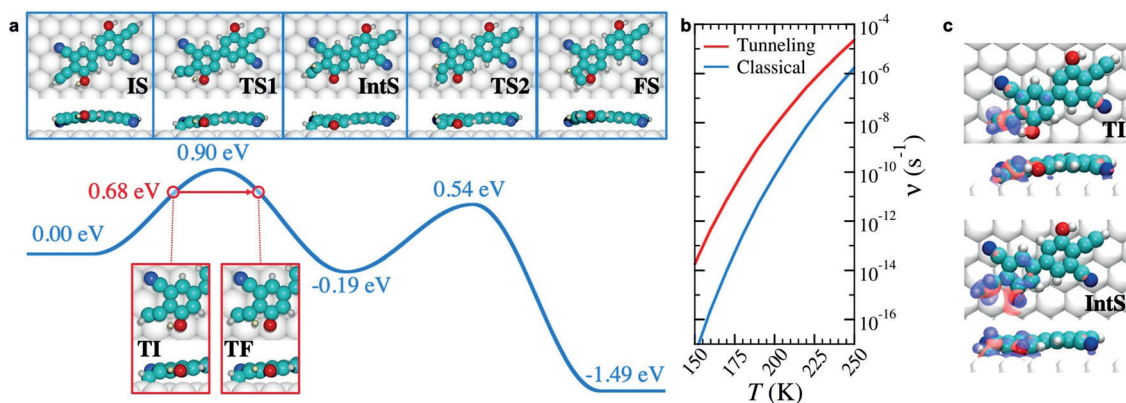 a
IS
TS1
IntS
TS2
FS
0.90 eV
0.68 eV
0.54 eV
0.00 eV
-0.19 eV
-1.49 eV
TI
TF
b
Tunneling
Classical
10⁻⁴
10⁻⁶
10⁻⁸
10⁻¹⁰
10⁻¹²
10⁻¹⁴
10⁻¹⁶
ν (s⁻¹)
150 175 200 225 250
T (K)
c
TI
IntS